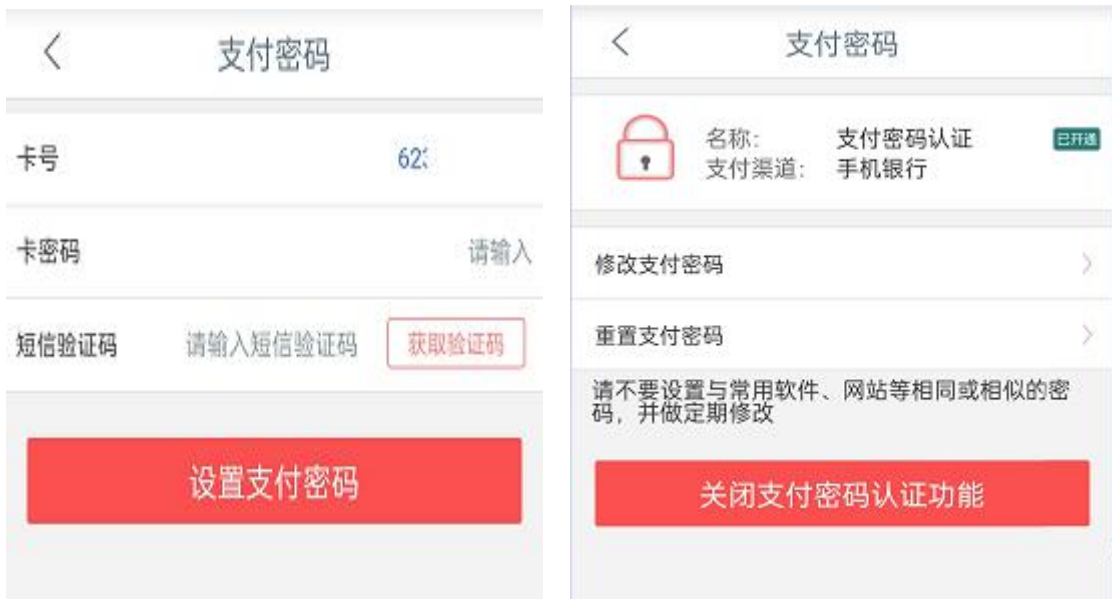 支付密码
卡号
62
卡密码
请输入
短信验证码
请输入短信验证码
获取验证码
设置支付密码
支付密码
名称：
支付密码认证
已开通
支付渠道：
手机银行
修改支付密码
重置支付密码
请不要设置与常用软件、网站等相同或相似的密
码，并做定期修改
关闭支付密码认证功能